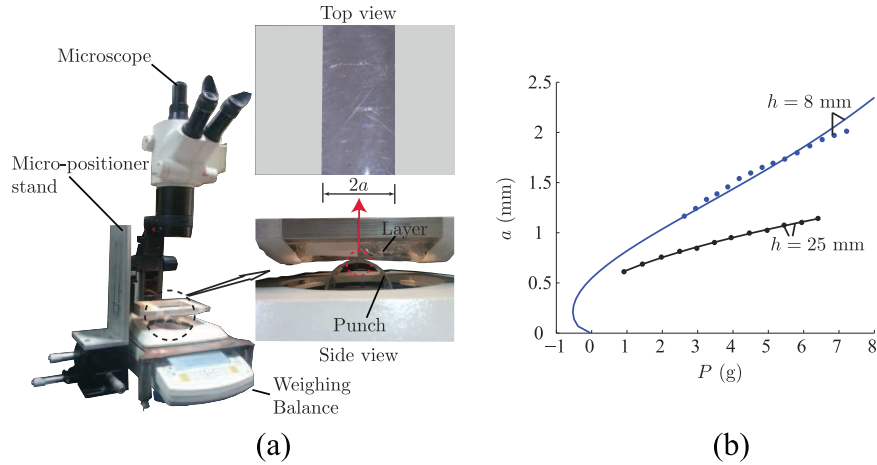 Top view
Microscope
Micro-positioner
stand
2a
Layer
Punch
Side view
Weighing
Balance
(a)
2.5
2
1.5
1
0.5
0
a (mm)
h = 8 mm
h = 25 mm
−1 0 1 2 3 4 5 6 7 8
P (g)
(b)